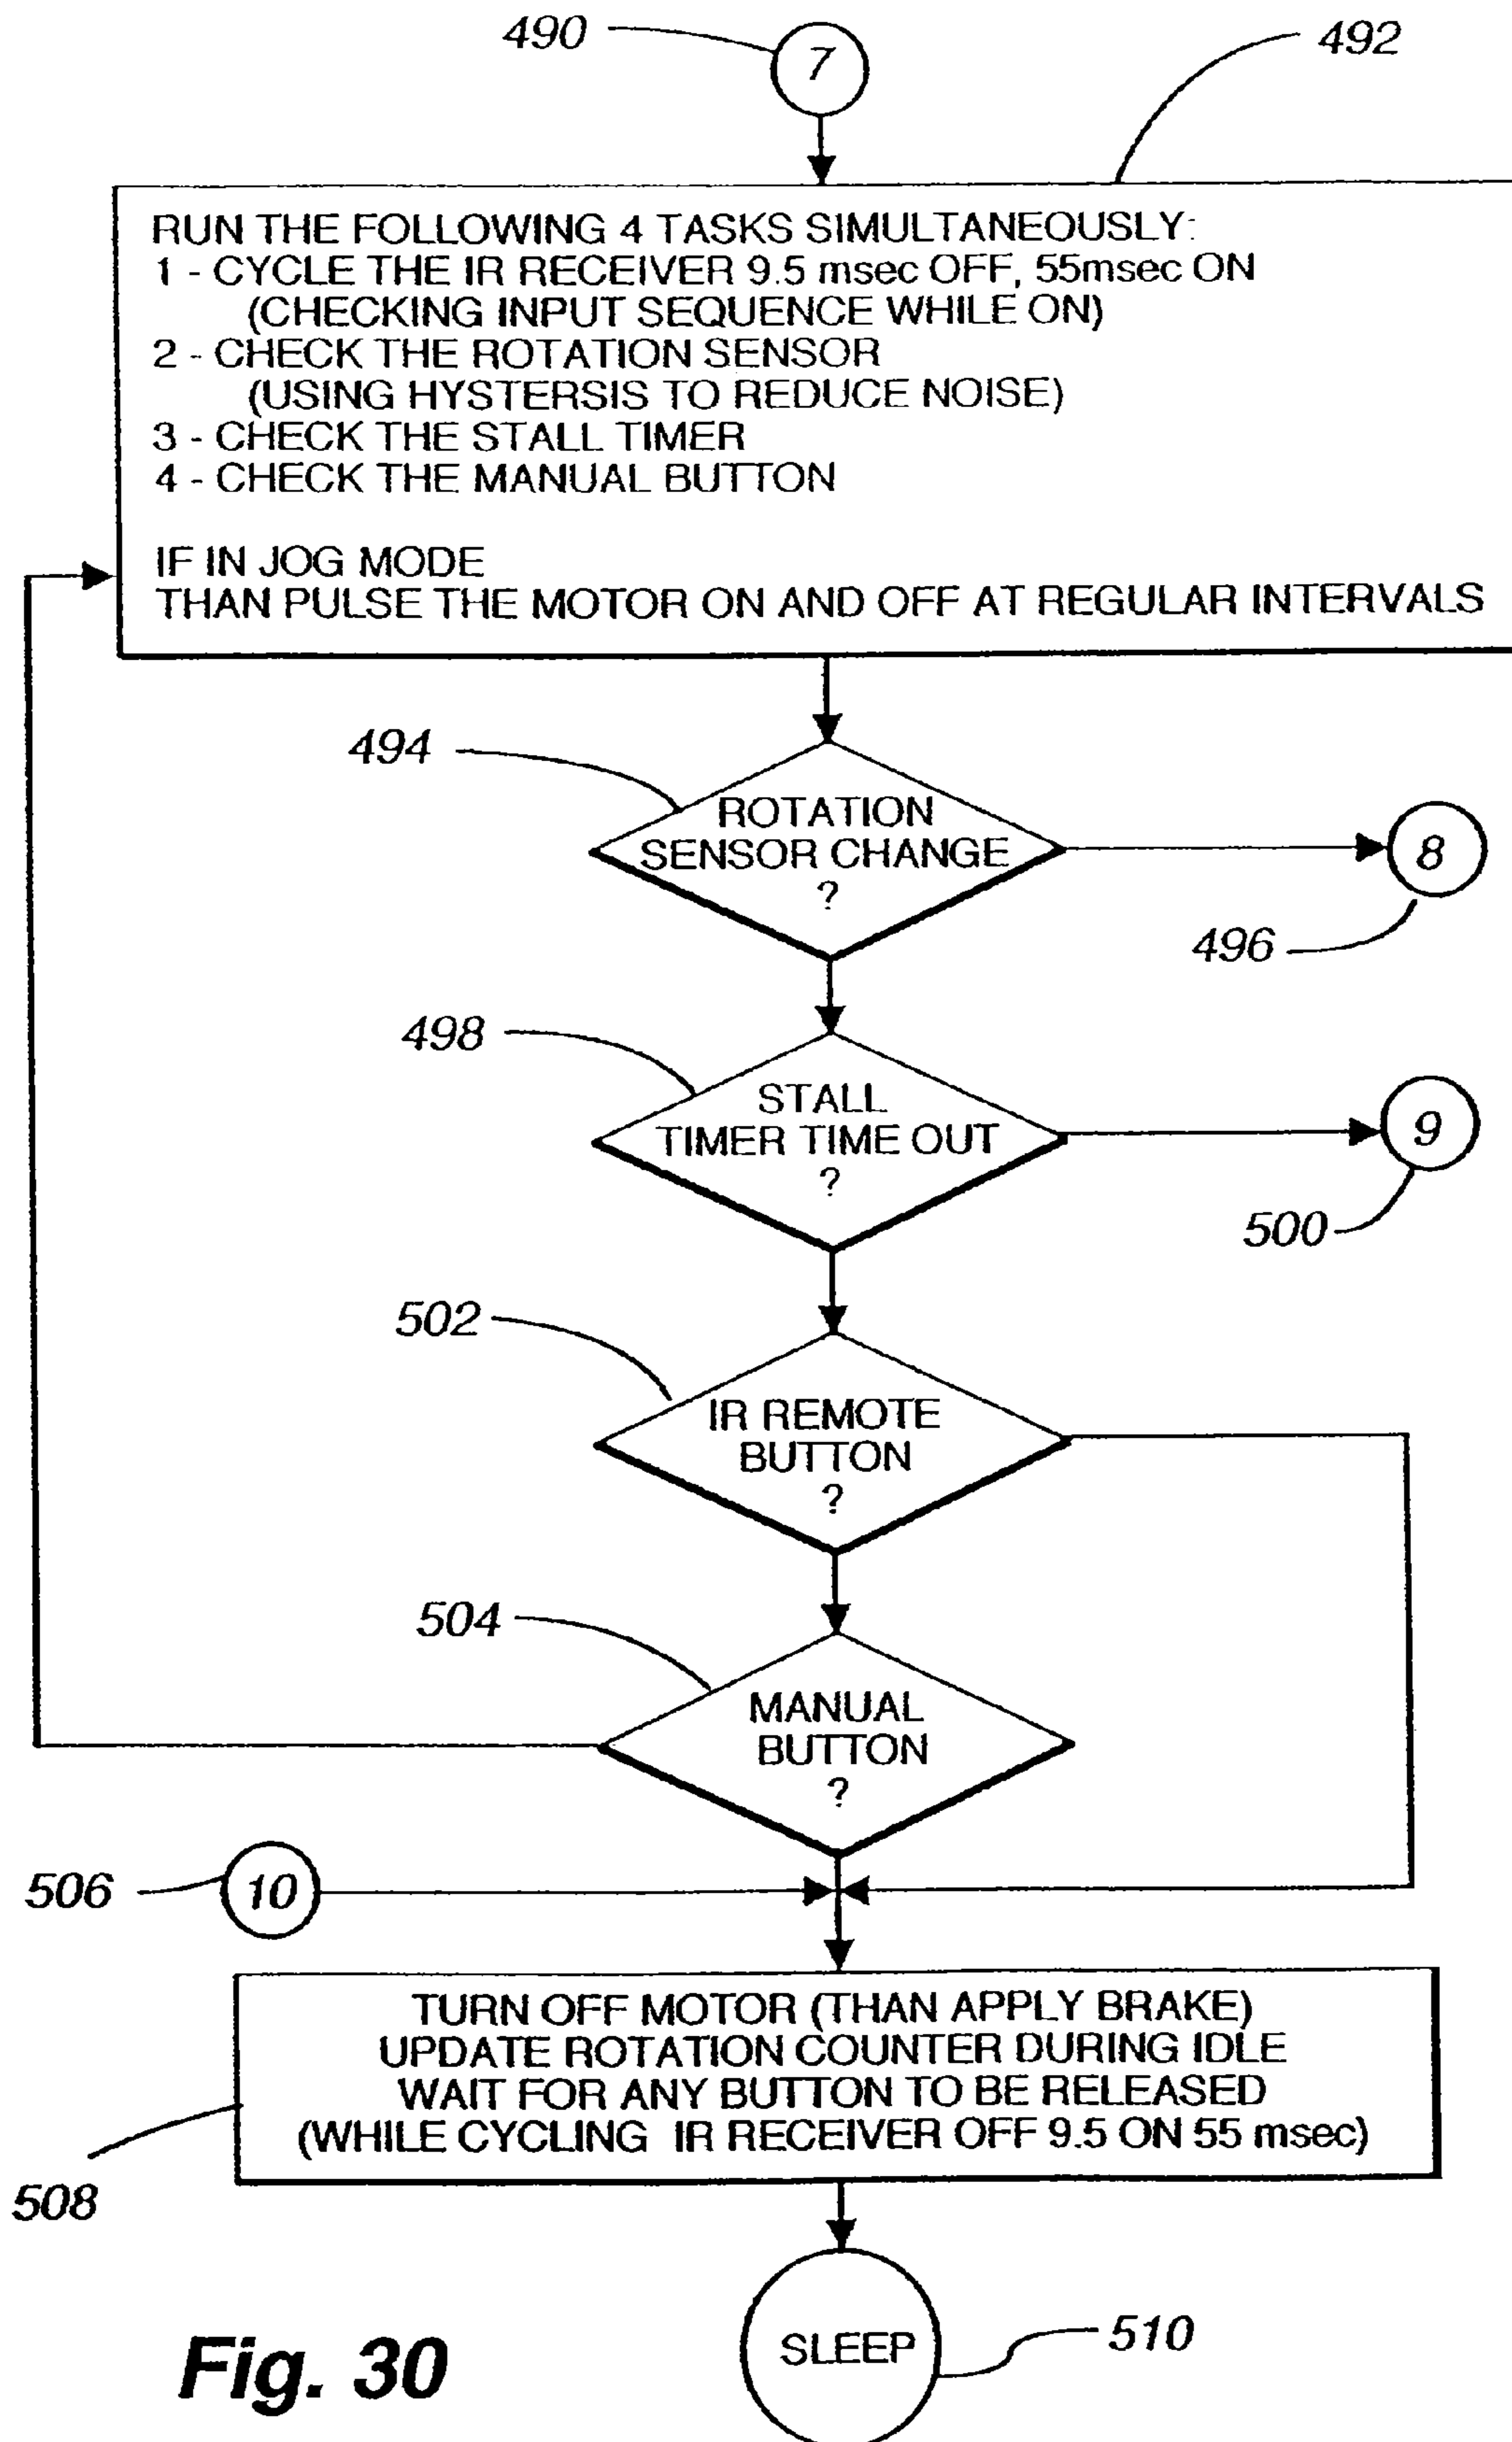 490
7
492
RUN THE FOLLOWING 4 TASKS SIMULTANEOUSLY:
1 - CYCLE THE IR RECEIVER 9.5 msec OFF, 55msec ON
(CHECKING INPUT SEQUENCE WHILE ON)
2 - CHECK THE ROTATION SENSOR
(USING HYSTERSIS TO REDUCE NOISE)
3 - CHECK THE STALL TIMER
4 - CHECK THE MANUAL BUTTON
IF IN JOG MODE
THAN PULSE THE MOTOR ON AND OFF AT REGULAR INTERVALS
494
ROTATION
SENSOR CHANGE
?
8
496
498
STALL
TIMER TIME OUT
?
9
500
502
IR REMOTE
BUTTON
?
504
MANUAL
BUTTON
?
506
10
TURN OFF MOTOR (THAN APPLY BRAKE)
UPDATE ROTATION COUNTER DURING IDLE
WAIT FOR ANY BUTTON TO BE RELEASED
(WHILE CYCLING IR RECEIVER OFF 9.5 ON 55 msec)
508
SLEEP
510
Fig. 30